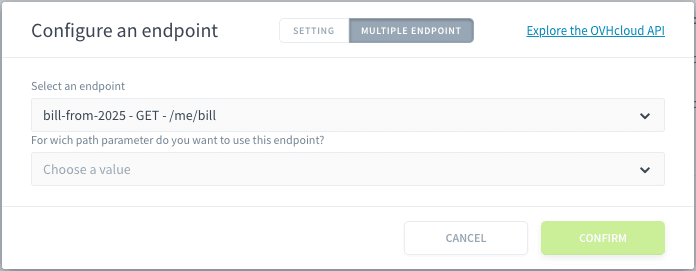 Configure an endpoint
SETTING
MULTIPLE ENDPOINT
Explore the OVHcloud API
Select an endpoint
bill-from-2025 - GET - /me/bill
For wich path parameter do you want to use this endpoint?
Choose a value
CANCEL
CONFIRM